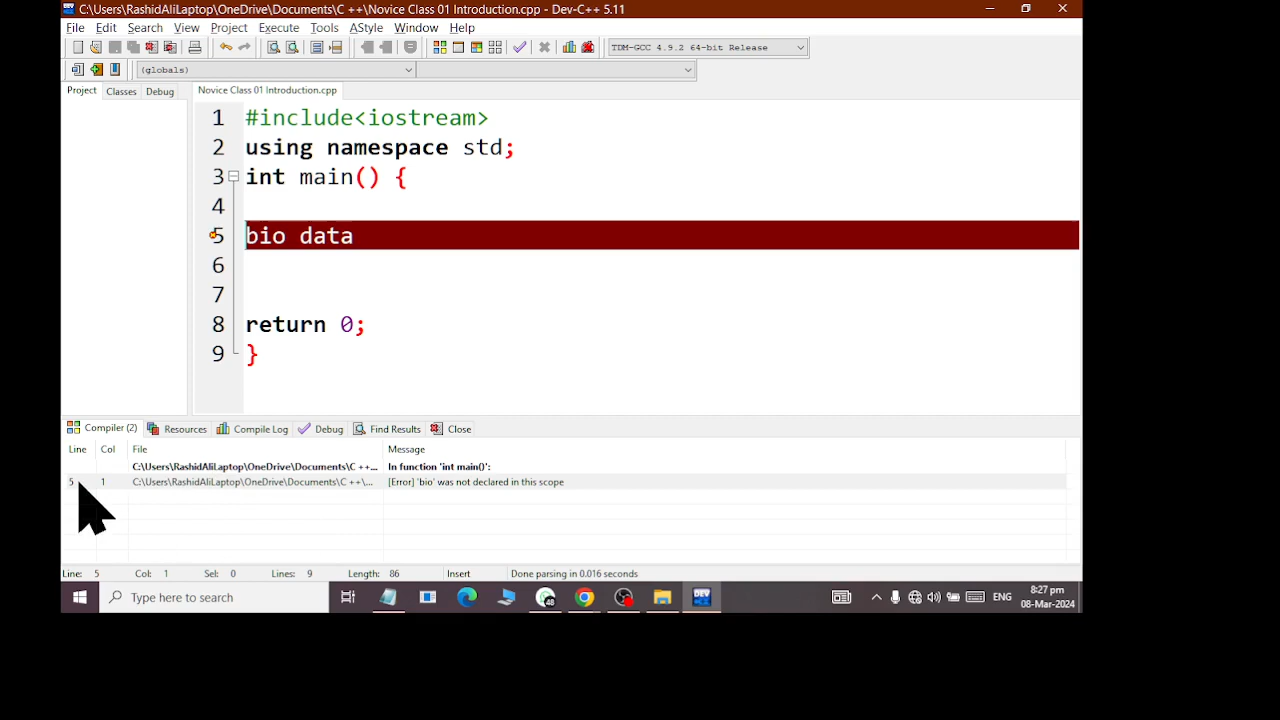 C:\Users\RashidAliLaptop\OneDrive\Documents\C ++\Novice Class 01 Introduction.cpp - Dev-C++ 5.11
File Edit Search View Project Execute Tools AStyle Window Help
TDM-GCC 4.9.2 64-bit Release
(globals)
Project Classes Debug Novice Class 01 Introduction.cpp
1 #include<iostream>
2 using namespace std;
3 int main() {
4
5 bio data
6
7
8 return 0;
9 }
Compiler (2) Resources Compile Log Debug Find Results Close
Line Col File Message
C:\Users\RashidAliLaptop\OneDrive\Documents\C ++... In function 'int main()':
5 1 C:\Users\RashidAliLaptop\OneDrive\Documents\C ++\... [Error] 'bio' was not declared in this scope
Line: 5 Col: 1 Sel: 0 Lines: 9 Length: 86 Insert Done parsing in 0.016 seconds
Type here to search 48 DEV ENG 8:27 pm
08-Mar-2024